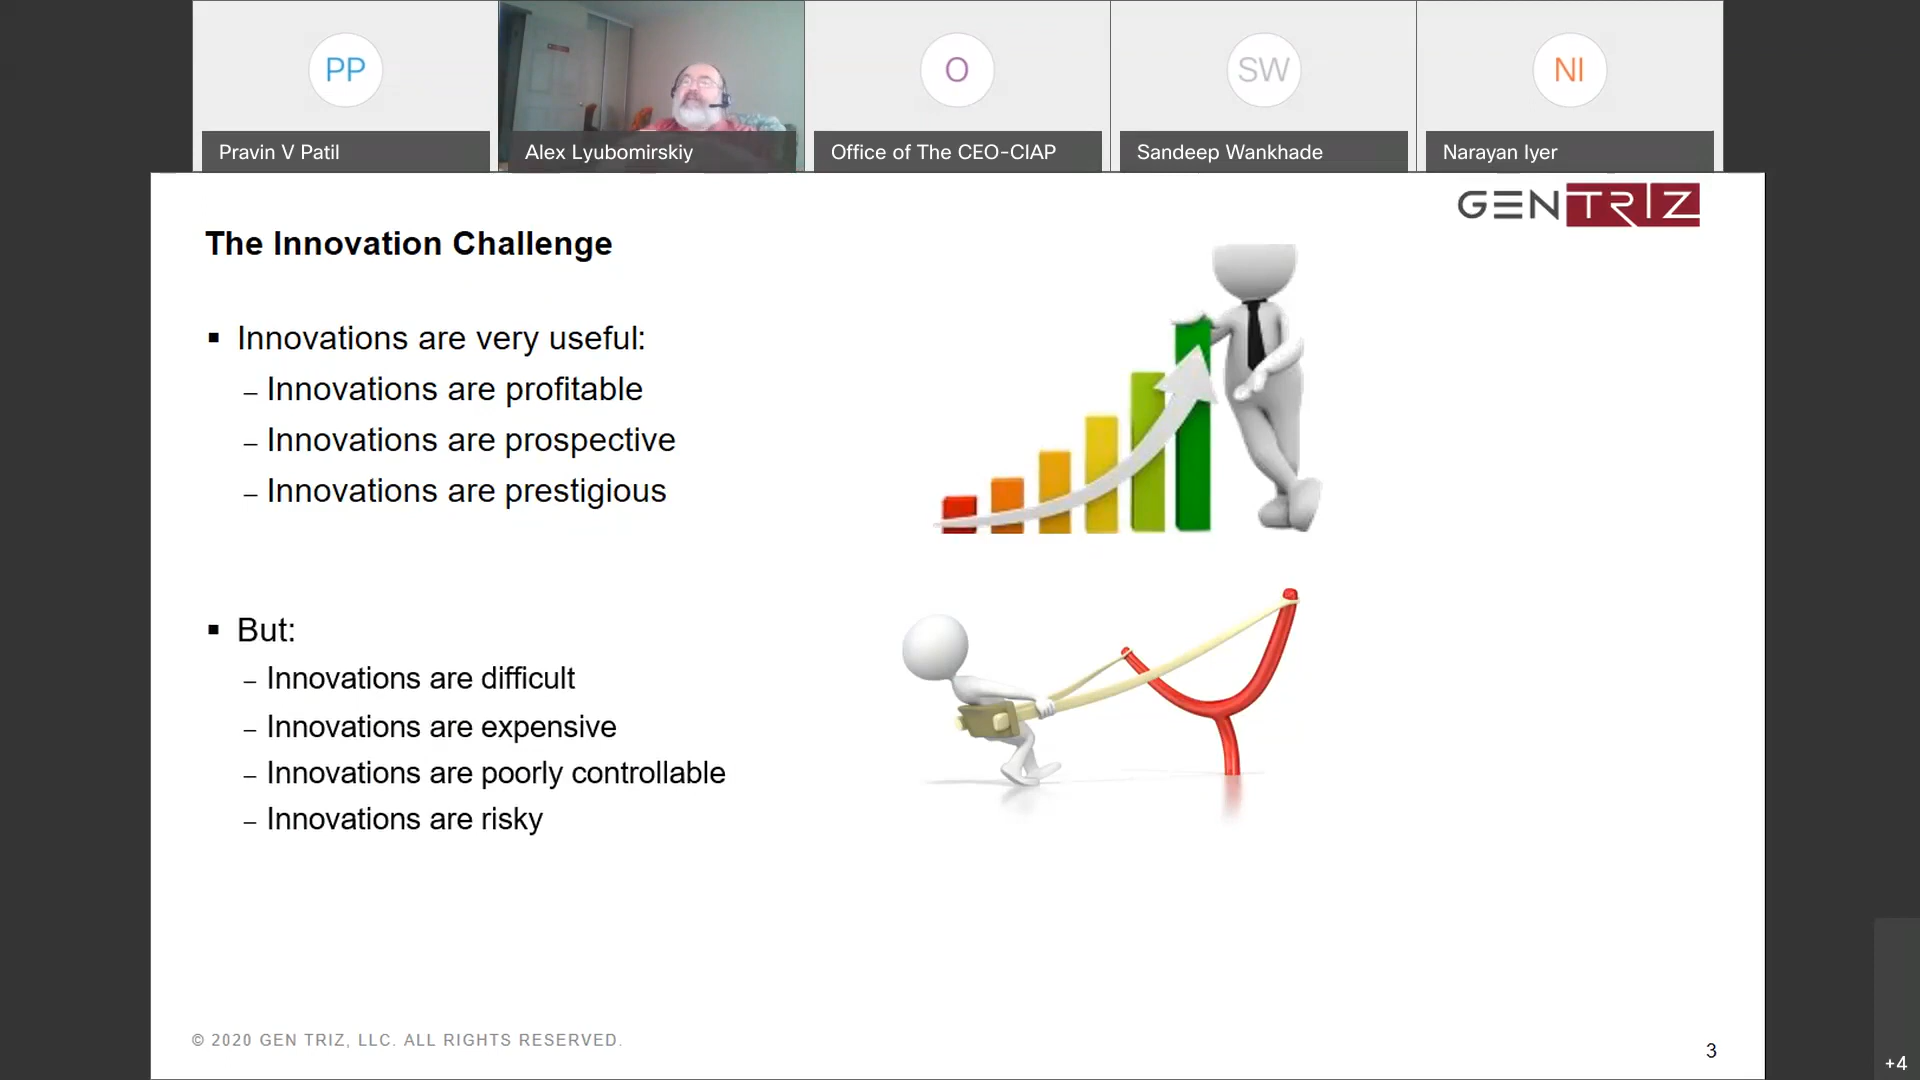 PP
O
SW
NI
Pravin V Patil
Alex Lyubomirskiy
Office of The CEO-CIAP
Sandeep Wankhade
Narayan Iyer
GEN TRIZ
The Innovation Challenge
▪ Innovations are very useful:
– Innovations are profitable
– Innovations are prospective
– Innovations are prestigious
▪ But:
– Innovations are difficult
– Innovations are expensive
– Innovations are poorly controllable
– Innovations are risky
© 2020 GEN TRIZ, LLC. ALL RIGHTS RESERVED.
3
+4